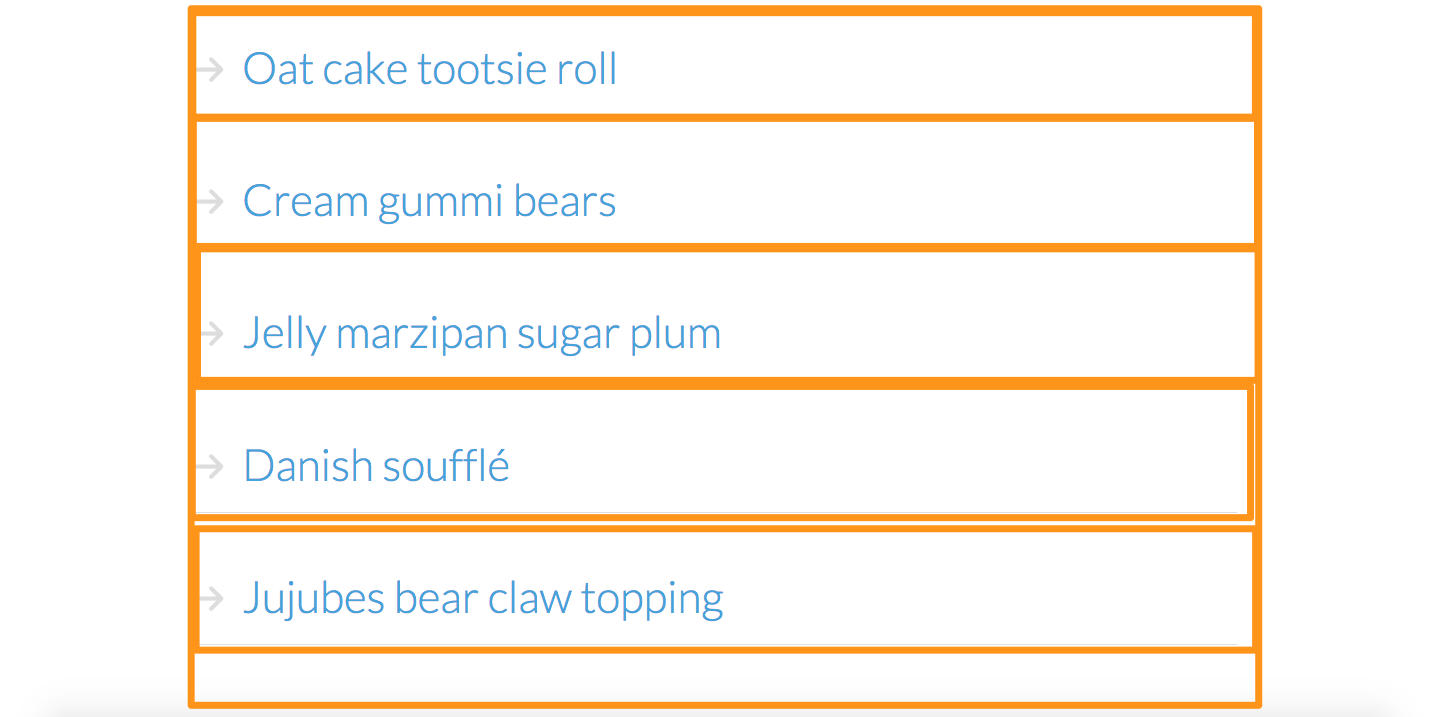 Oat cake tootsie roll
Cream gummi bears
Jelly marzipan sugar plum
Danish soufflé
Jujubes bear claw topping